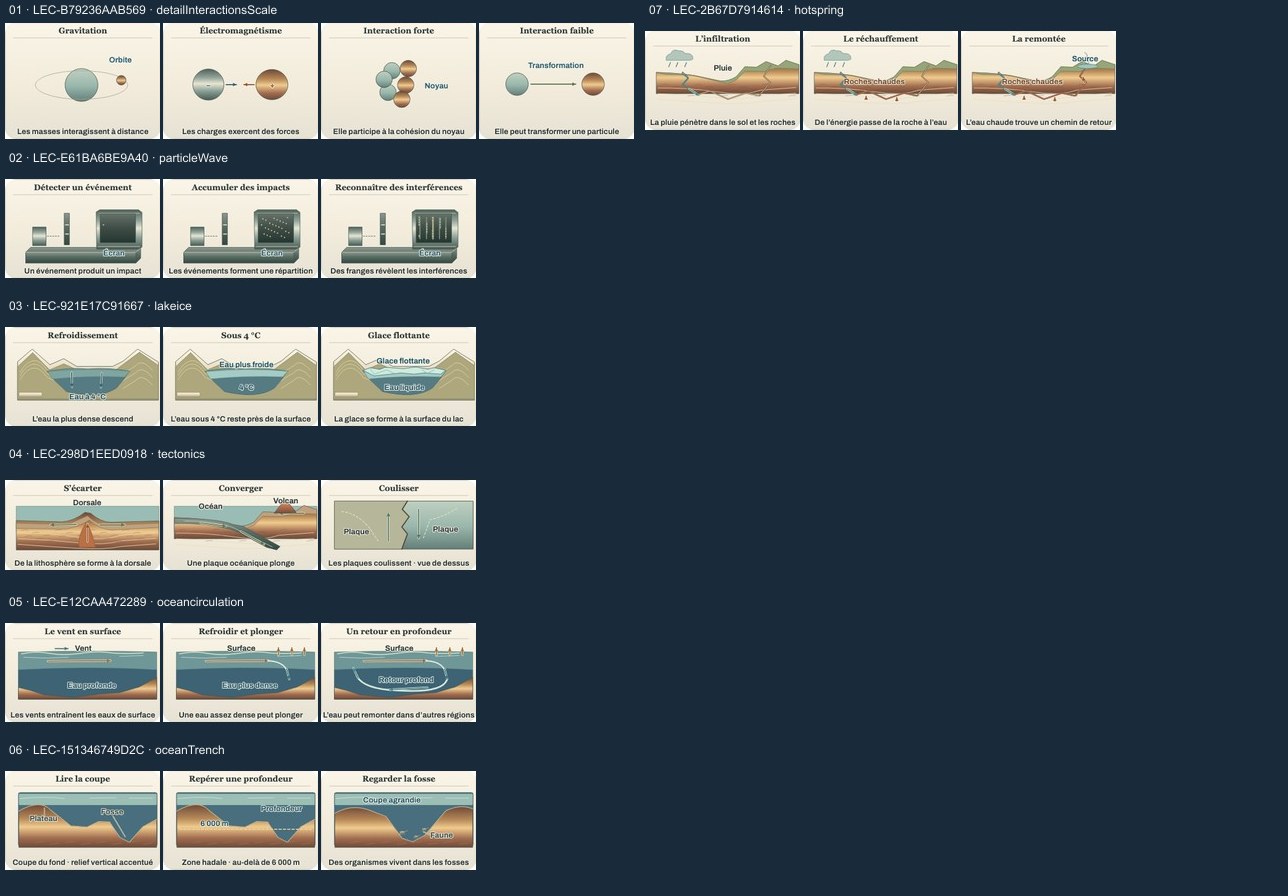 01 · LEC-B79236AAB569 · detailInteractionsScale
Gravitation
Orbite
Les masses interagissent à distance
Électromagnétisme
−
+
Les charges exercent des forces
Interaction forte
Noyau
Elle participe à la cohésion du noyau
Interaction faible
Transformation
Elle peut transformer une particule
02 · LEC-E61BA6BE9A40 · particleWave
Détecter un événement
Écran
Un événement produit un impact
Accumuler des impacts
Écran
Les événements forment une répartition
Reconnaître des interférences
Écran
Des franges révèlent les interférences
03 · LEC-921E17C91667 · lakeice
Refroidissement
Eau à 4 °C
L'eau la plus dense descend
Sous 4 °C
Eau plus froide
4 °C
L'eau sous 4 °C reste près de la surface
Glace flottante
Glace flottante
Eau liquide
La glace se forme à la surface du lac
04 · LEC-298D1EED0918 · tectonics
S'écarter
Dorsale
De la lithosphère se forme à la dorsale
Converger
Océan
Volcan
Une plaque océanique plonge
Coulisser
Plaque
Plaque
Les plaques coulissent · vue de dessus
05 · LEC-E12CAA472289 · oceancirculation
Le vent en surface
Vent
Eau profonde
Les vents entraînent les eaux de surface
Refroidir et plonger
Surface
Eau plus dense
Une eau assez dense peut plonger
Un retour en profondeur
Surface
Retour profond
L'eau peut remonter dans d'autres régions
06 · LEC-151346749D2C · oceanTrench
Lire la coupe
Plateau
Fosse
Coupe du fond · relief vertical accentué
Repérer une profondeur
Profondeur
6 000 m
Zone hadale · au-delà de 6 000 m
Regarder la fosse
Coupe agrandie
Faune
Des organismes vivent dans les fosses
07 · LEC-2B67D7914614 · hotspring
L'infiltration
Pluie
La pluie pénètre dans le sol et les roches
Le réchauffement
Roches chaudes
De l'énergie passe de la roche à l'eau
La remontée
Source
Roches chaudes
L'eau chaude trouve un chemin de retour